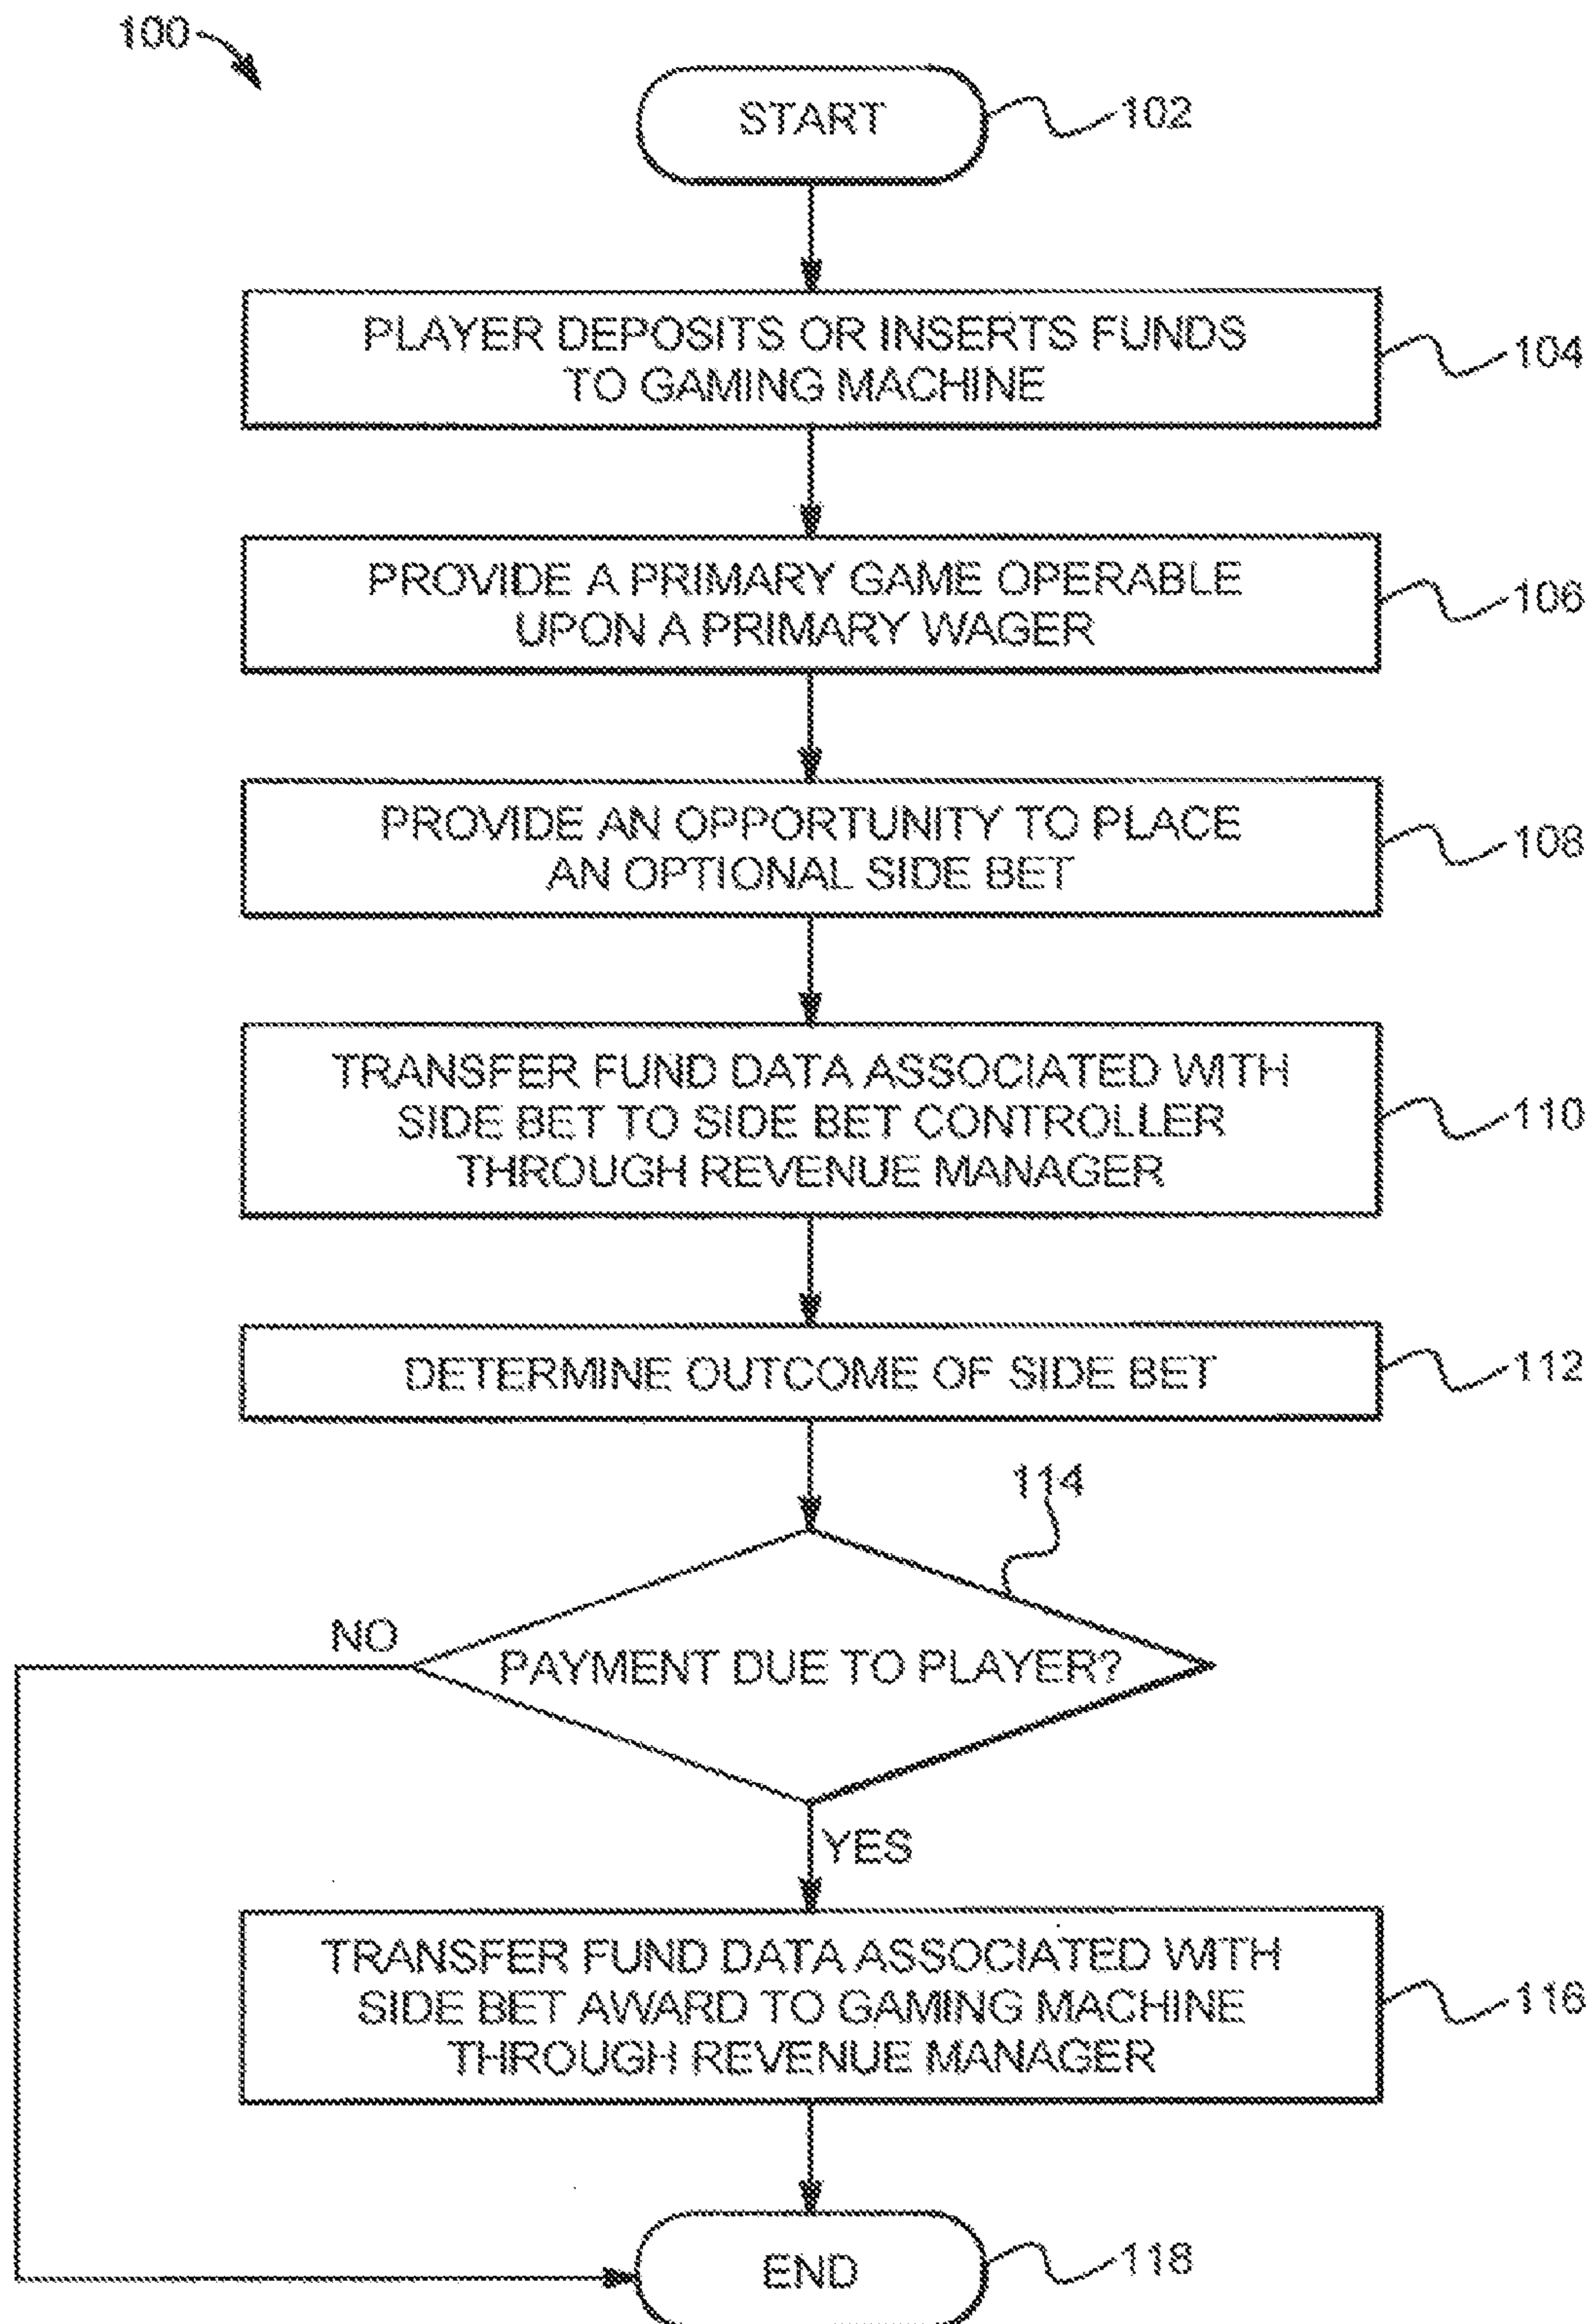 100
START
102
PLAYER DEPOSITS OR INSERTS FUNDS
TO GAMING MACHINE
104
PROVIDE A PRIMARY GAME OPERABLE
UPON A PRIMARY WAGER
106
PROVIDE AN OPPORTUNITY TO PLACE
AN OPTIONAL SIDE BET
108
TRANSFER FUND DATA ASSOCIATED WITH
SIDE BET TO SIDE BET CONTROLLER
THROUGH REVENUE MANAGER
110
DETERMINE OUTCOME OF SIDE BET
112
114
NO
PAYMENT DUE TO PLAYER?
YES
TRANSFER FUND DATA ASSOCIATED WITH
SIDE BET AWARD TO GAMING MACHINE
THROUGH REVENUE MANAGER
116
END
118